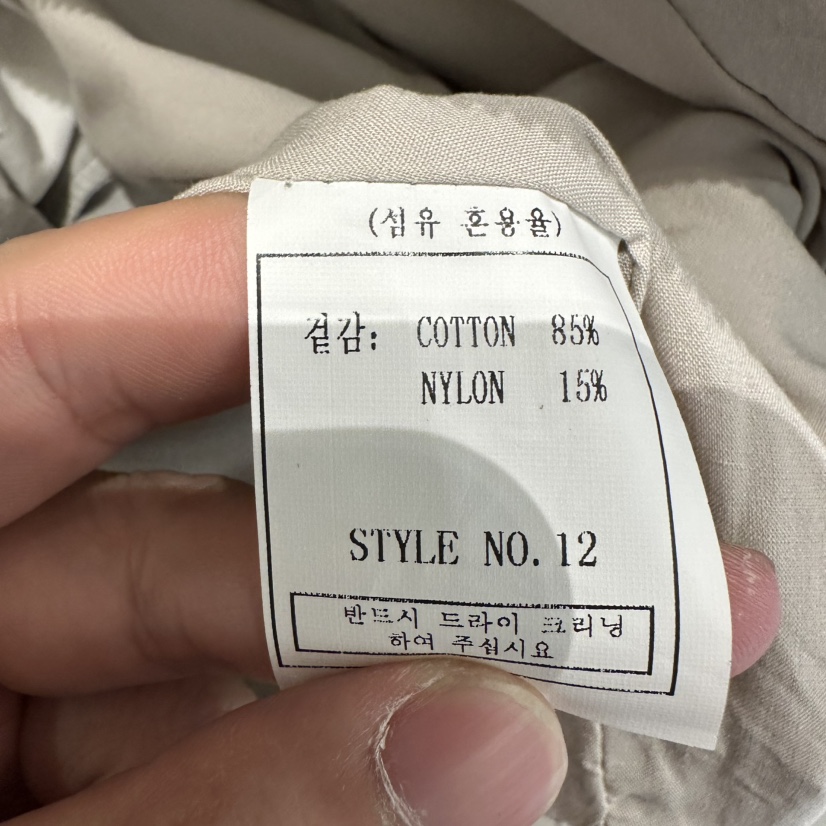 (섬유 혼용율)
겉감: COTTON 85%
NYLON 15%
STYLE NO. 12
반드시 드라이 크리닝
하여 주십시요